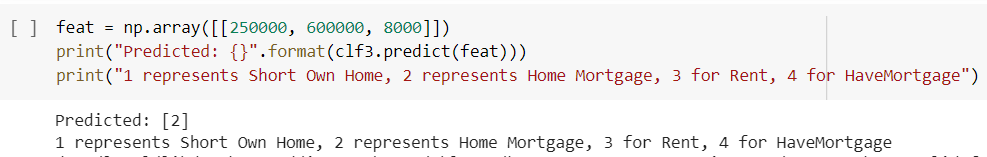 [ ] feat = np.array([[250000, 600000, 8000]])
print("Predicted: {}".format(clf3.predict(feat)))
print("1 represents Short Own Home, 2 represents Home Mortgage, 3 for Rent, 4 for HaveMortgage")
Predicted: [2]
1 represents Short Own Home, 2 represents Home Mortgage, 3 for Rent, 4 for HaveMortgage